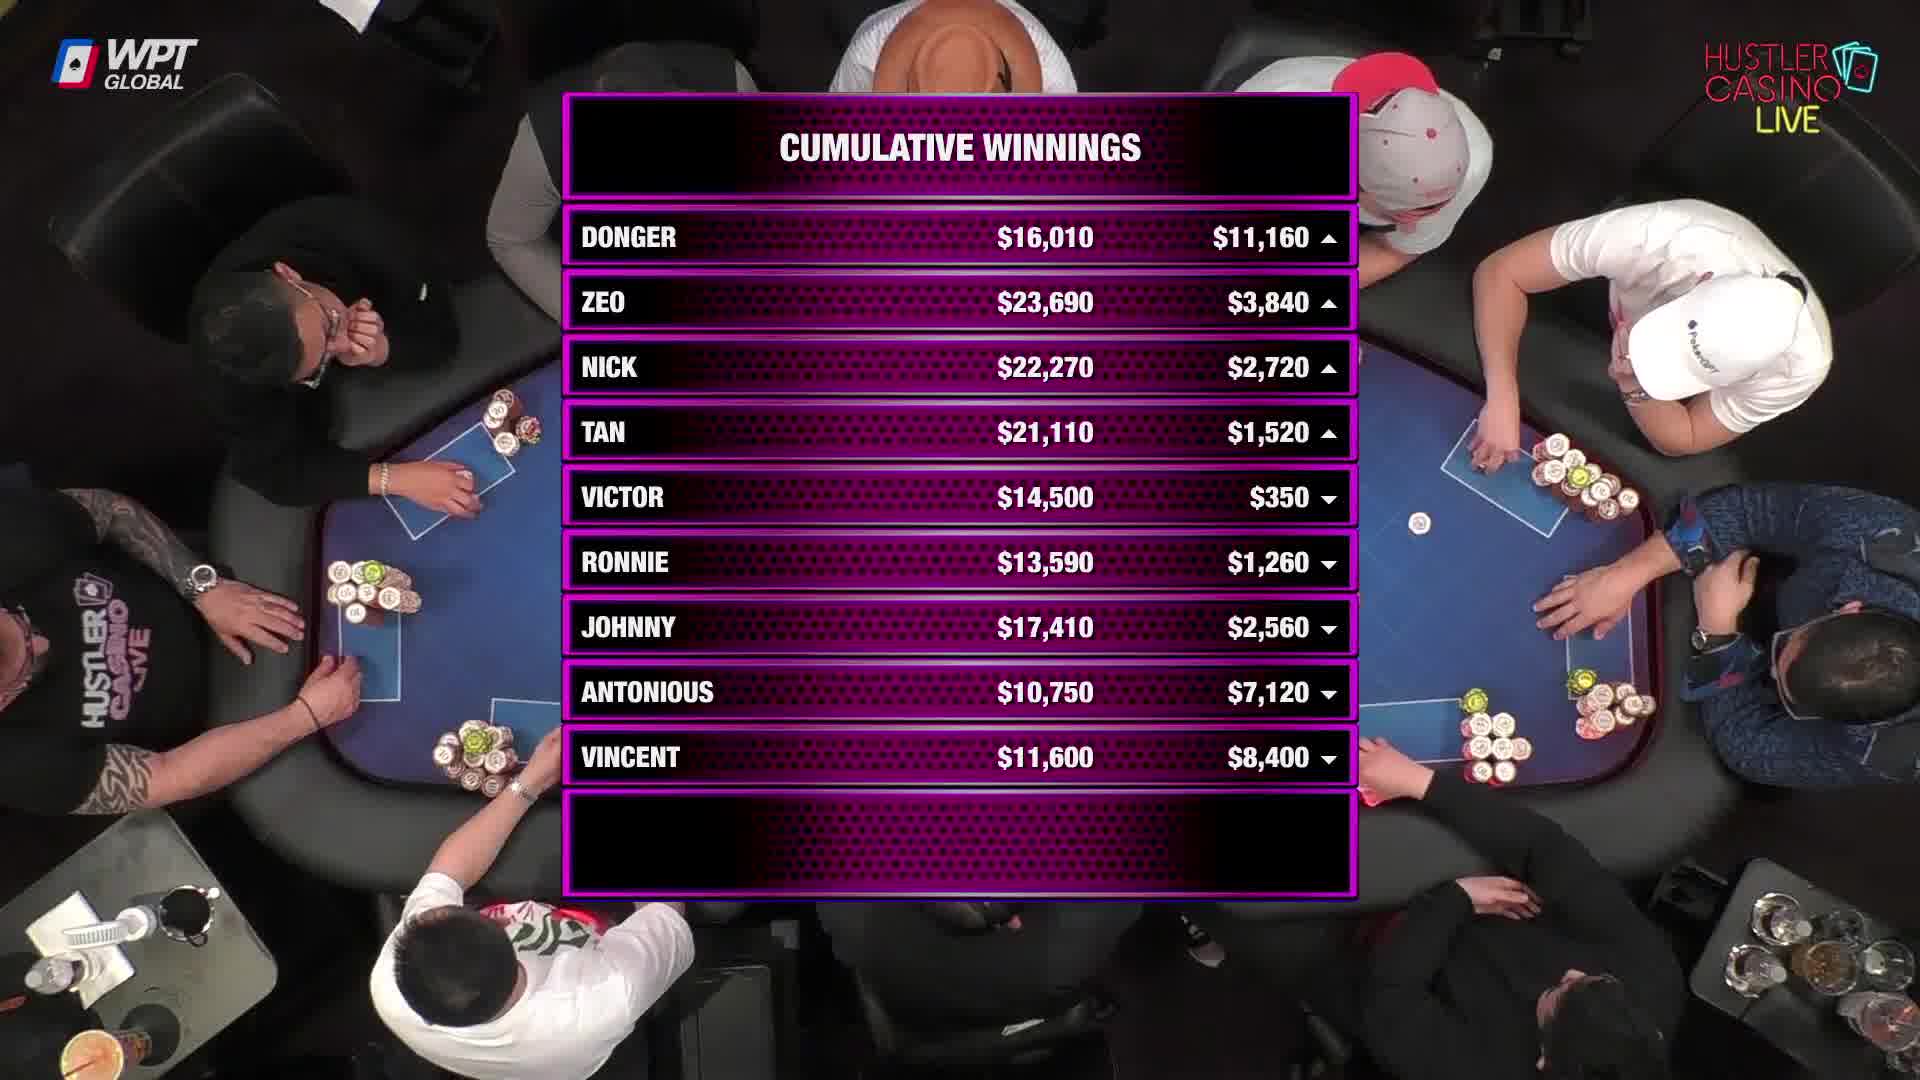 WPT
GLOBAL
HUSTLER
CASINO
LIVE
CUMULATIVE WINNINGS
DONGER $16,010 $11,160
ZEO $23,690 $3,840
NICK $22,270 $2,720
TAN $21,110 $1,520
VICTOR $14,500 $350
RONNIE $13,590 $1,260
JOHNNY $17,410 $2,560
ANTONIOUS $10,750 $7,120
VINCENT $11,600 $8,400
HUSTLER
CASINO
LIVE